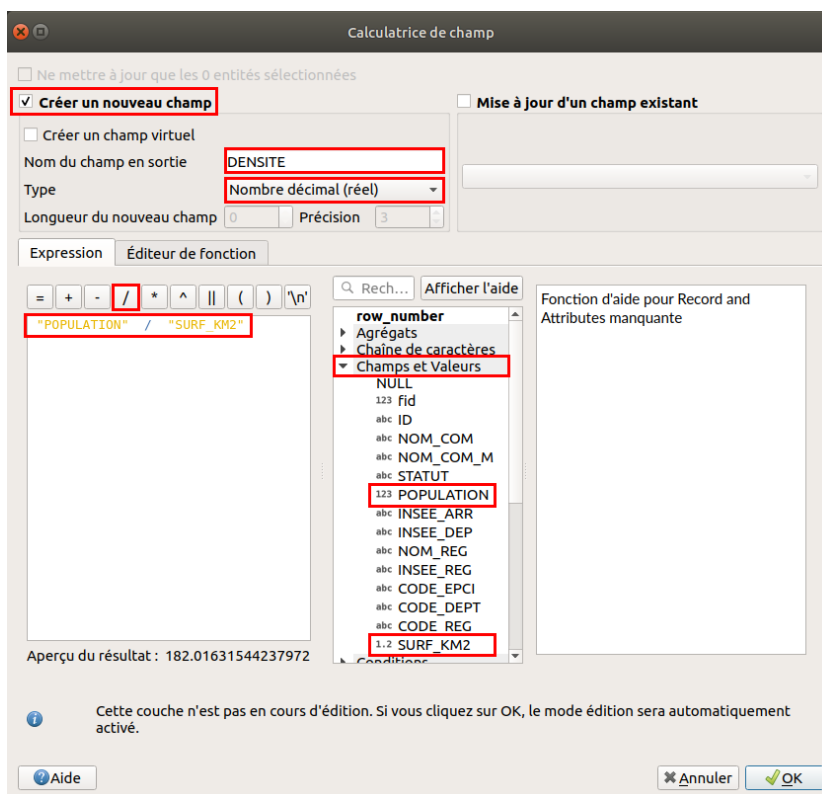 Calculatrice de champ
Ne mettre à jour que les 0 entités sélectionnées
Créer un nouveau champ
Mise à jour d'un champ existant
Créer un champ virtuel
Nom du champ en sortie DENSITE
Type Nombre décimal (réel)
Longueur du nouveau champ 0 Précision 3
Expression Éditeur de fonction
= + - / * ^ || ( ) '\n'
"POPULATION" / "SURF_KM2"
Aperçu du résultat : 182.01631544237972
Rech... Afficher l'aide
row_number
Agrégats
Chaîne de caractères
Champs et Valeurs
NULL
123 fid
abc ID
abc NOM_COM
abc NOM_COM_M
abc STATUT
123 POPULATION
abc INSEE_ARR
abc INSEE_DEP
abc NOM_REG
abc INSEE_REG
abc CODE_EPCI
abc CODE_DEPT
abc CODE_REG
1.2 SURF_KM2
Conditions
Fonction d'aide pour Record and
Attributes manquante
Cette couche n'est pas en cours d'édition. Si vous cliquez sur OK, le mode édition sera automatiquement
activé.
Aide
Annuler
OK